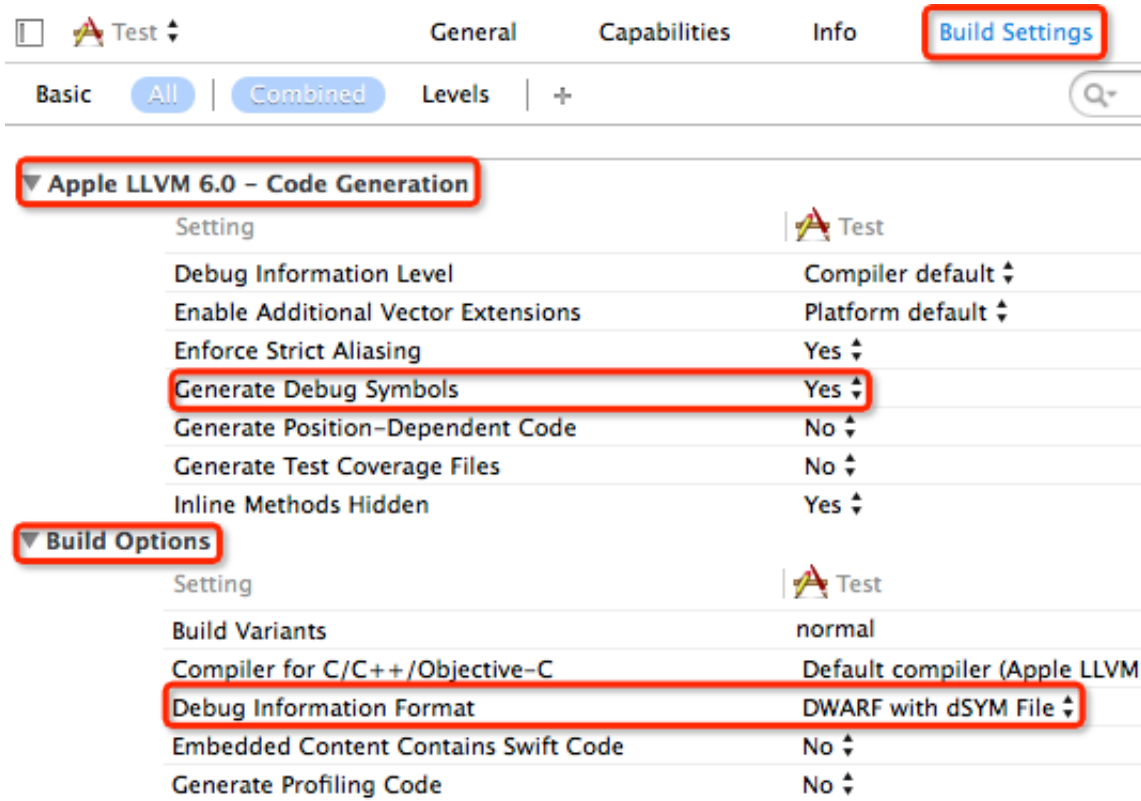 Test General Capabilities Info Build Settings
Basic All Combined Levels +
Apple LLVM 6.0 - Code Generation
Setting Test
Debug Information Level Compiler default
Enable Additional Vector Extensions Platform default
Enforce Strict Aliasing Yes
Generate Debug Symbols Yes
Generate Position-Dependent Code No
Generate Test Coverage Files No
Inline Methods Hidden Yes
Build Options
Setting Test
Build Variants normal
Compiler for C/C++/Objective-C Default compiler (Apple LLVM
Debug Information Format DWARF with dSYM File
Embedded Content Contains Swift Code No
Generate Profiling Code No